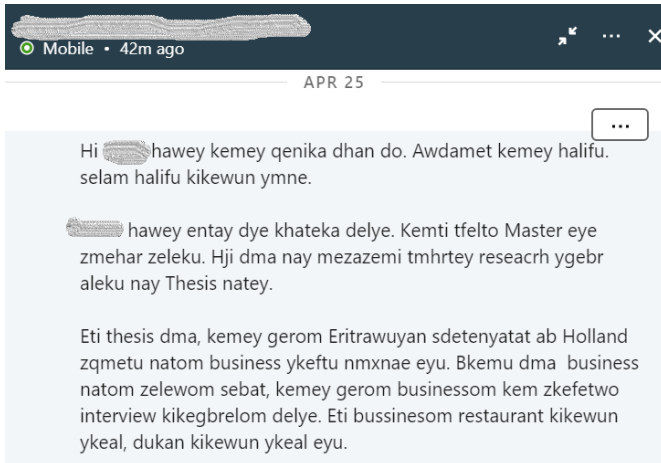 Mobile • 42m ago
APR 25
Hi hawey kemey qenika dhan do. Awdamet kemey halifu.
selam halifu kikewun ymne.
hawey entay dye khateka delye. Kemti tfelto Master eye
zmehar zeleku. Hji dma nay mezazemi tmhrtey reseacrh ygebr
aleku nay Thesis natey.
Eti thesis dma, kemey gerom Eritrawuyan sdetenyatat ab Holland
zqmetu natom business ykeftu nmxnae eyu. Bkemu dma business
natom zelewom sebat, kemey gerom businessom kem zkefetwo
interview kikegbrelom delye. Eti bussinesom restaurant kikewun
ykeal, dukan kikewun ykeal eyu.